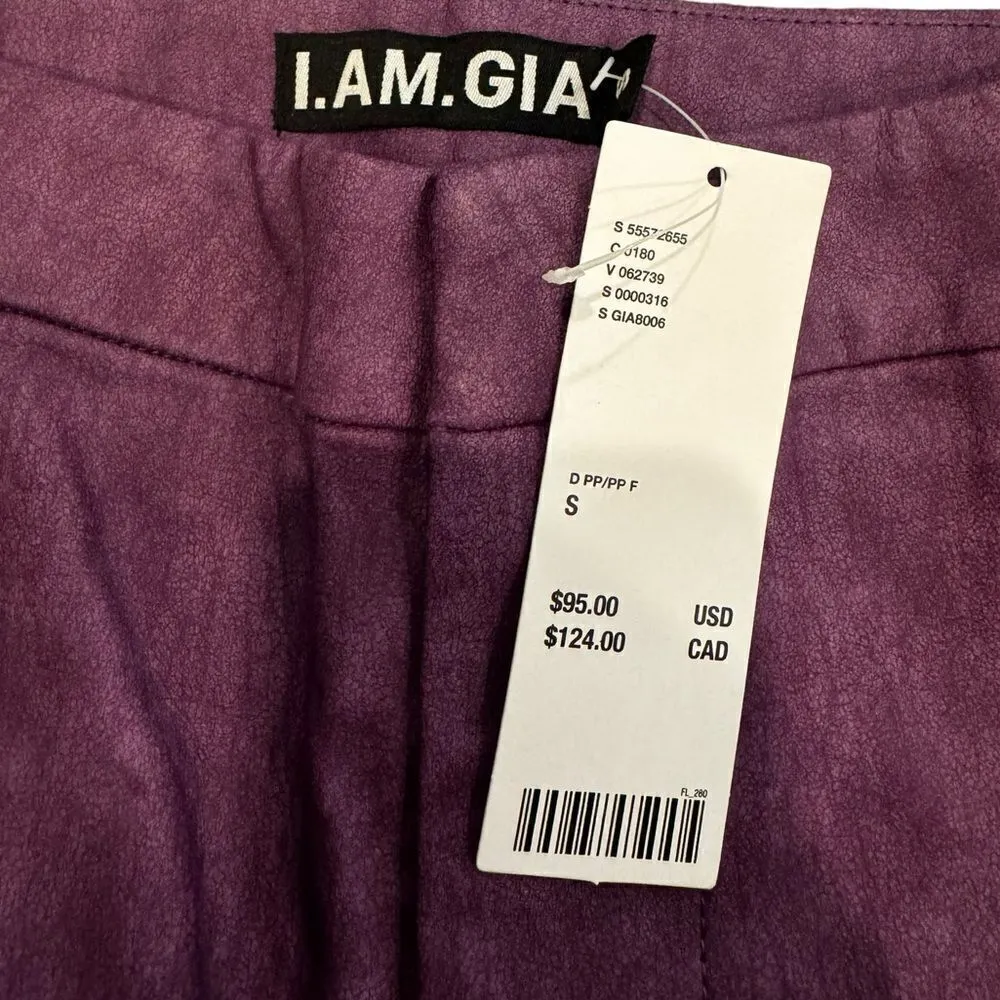 I.AM.GIA
S 55572655
C 0180
V 062739
S 0000316
S GIA8006
D PP/PP F
S
$95.00 USD
$124.00 CAD
FL_280